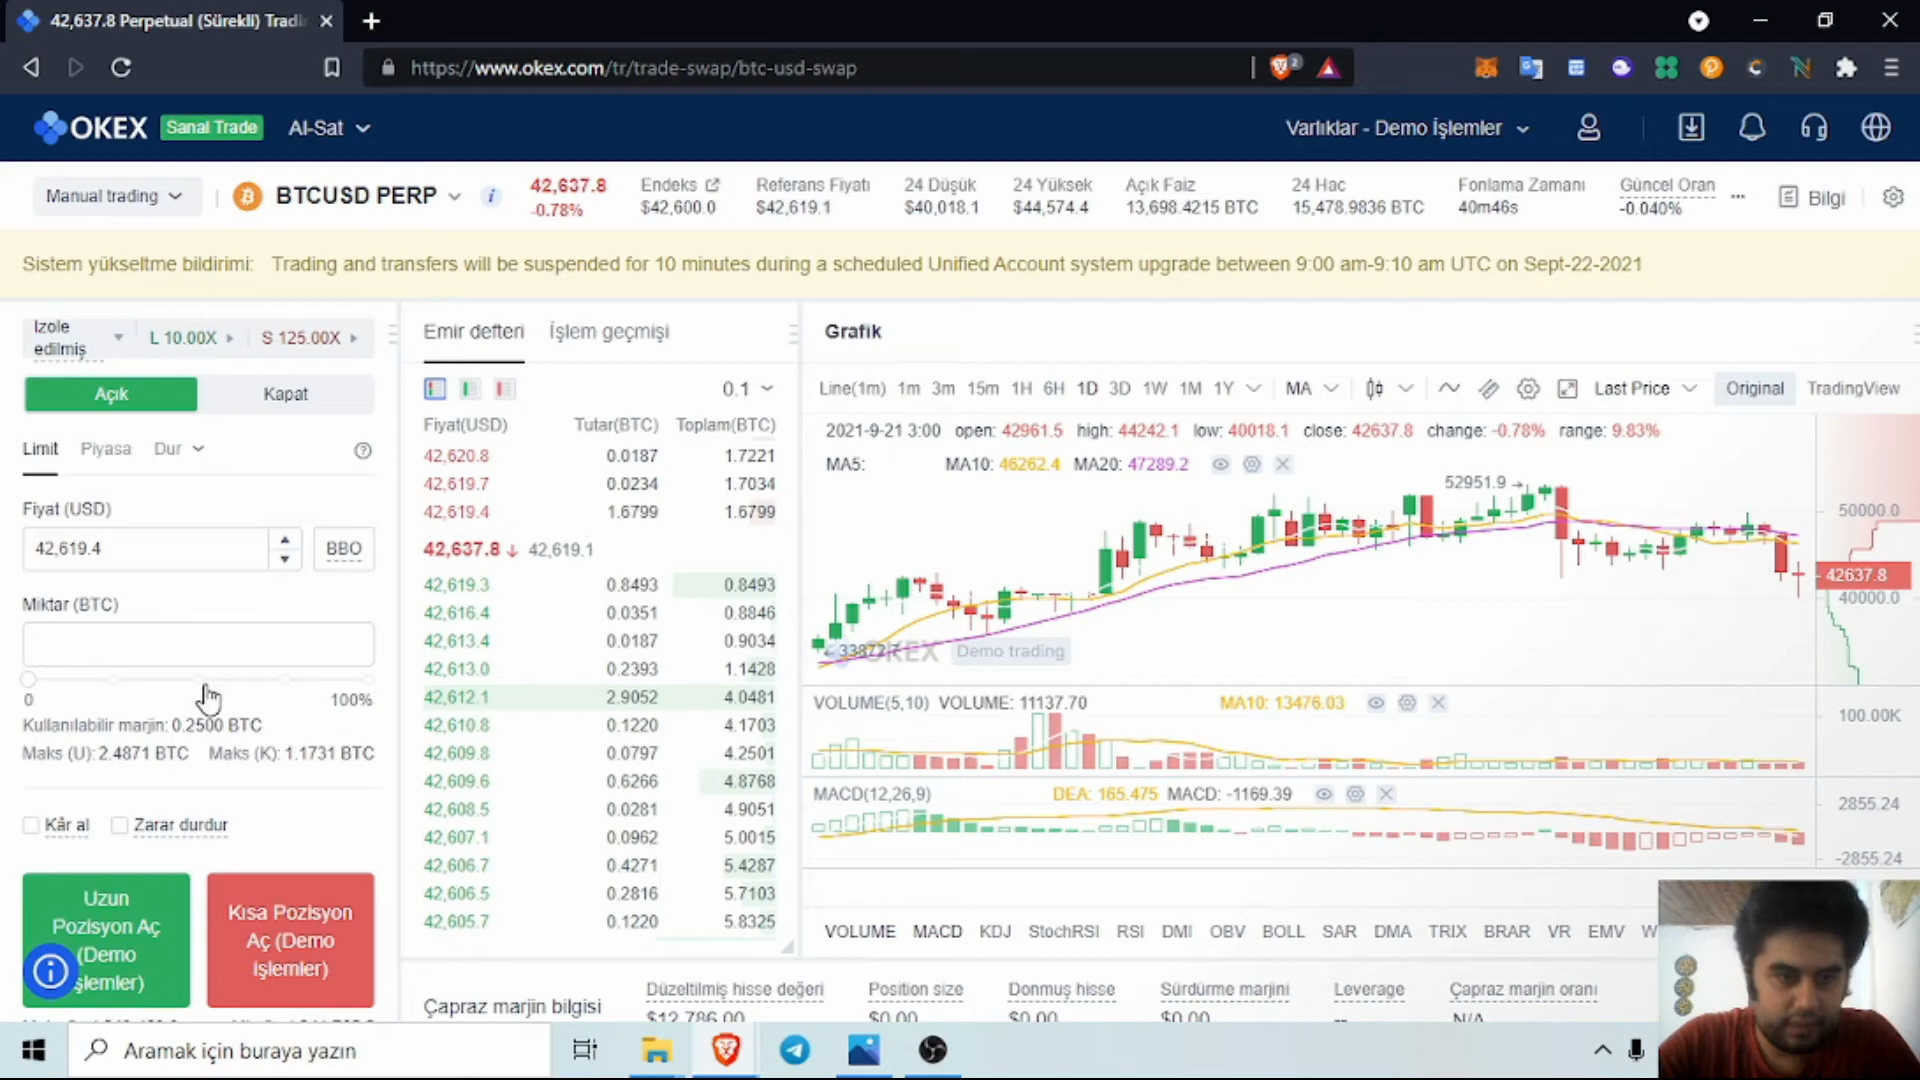 42,637.8 Perpetual (Sürekli) Tradi
https://www.okex.com/tr/trade-swap/btc-usd-swap
2
OKEX Sanal Trade Al-Sat
Varlıklar - Demo İşlemler
Manual trading
BTCUSD PERP
42,637.8
-0.78%
Endeks
$42,600.0
Referans Fiyatı
$42,619.1
24 Düşük
$40,018.1
24 Yüksek
$44,574.4
Açık Faiz
13,698.4215 BTC
24 Hac
15,478.9836 BTC
Fonlama Zamanı
40m46s
Güncel Oran
-0.040%
Bilgi
Sistem yükseltme bildirimi: Trading and transfers will be suspended for 10 minutes during a scheduled Unified Account system upgrade between 9:00 am-9:10 am UTC on Sept-22-2021
İzole edilmiş
L 10.00X
S 125.00X
Açık
Kapat
Limit Piyasa Dur
Fiyat (USD)
42,619.4
BBO
Miktar (BTC)
0
100%
Kullanılabilir marjin: 0.2500 BTC
Maks (U): 2.4871 BTC Maks (K): 1.1731 BTC
Kâr al
Zarar durdur
Uzun
Pozisyon Aç
(Demo
İşlemler)
Kısa Pozisyon
Aç (Demo
İşlemler)
Emir defteri İşlem geçmişi
0.1
Fiyat(USD) Tutar(BTC) Toplam(BTC)
42,620.8 0.0187 1.7221
42,619.7 0.0234 1.7034
42,619.4 1.6799 1.6799
42,637.8 ↓ 42,619.1
42,619.3 0.8493 0.8493
42,616.4 0.0351 0.8846
42,613.4 0.0187 0.9034
42,613.0 0.2393 1.1428
42,612.1 2.9052 4.0481
42,610.8 0.1220 4.1703
42,609.8 0.0797 4.2501
42,609.6 0.6266 4.8768
42,608.5 0.0281 4.9051
42,607.1 0.0962 5.0015
42,606.7 0.4271 5.4287
42,606.5 0.2816 5.7103
42,605.7 0.1220 5.8325
Grafik
Line(1m) 1m 3m 15m 1H 6H 1D 3D 1W 1M 1Y MA Last Price Original TradingView
2021-9-21 3:00 open: 42961.5 high: 44242.1 low: 40018.1 close: 42637.8 change: -0.78% range: 9.83%
MA5: MA10: 46262.4 MA20: 47289.2
52951.9
50000.0
42637.8
40000.0
OKEX Demo trading
VOLUME(5,10) VOLUME: 11137.70 MA10: 13476.03
100.00K
MACD(12,26,9) DEA: 165.475 MACD: -1169.39
2855.24
-2855.24
VOLUME MACD KDJ StochRSI RSI DMI OBV BOLL SAR DMA TRIX BRAR VR EMV W
Çapraz marjin bilgisi
Düzeltilmiş hisse değeri
$12,786.00
Position size
$0.00
Donmuş hisse
$0.00
Sürdürme marjini
$0.00
Leverage
--
Çapraz marjin oranı
N/A
Aramak için buraya yazın